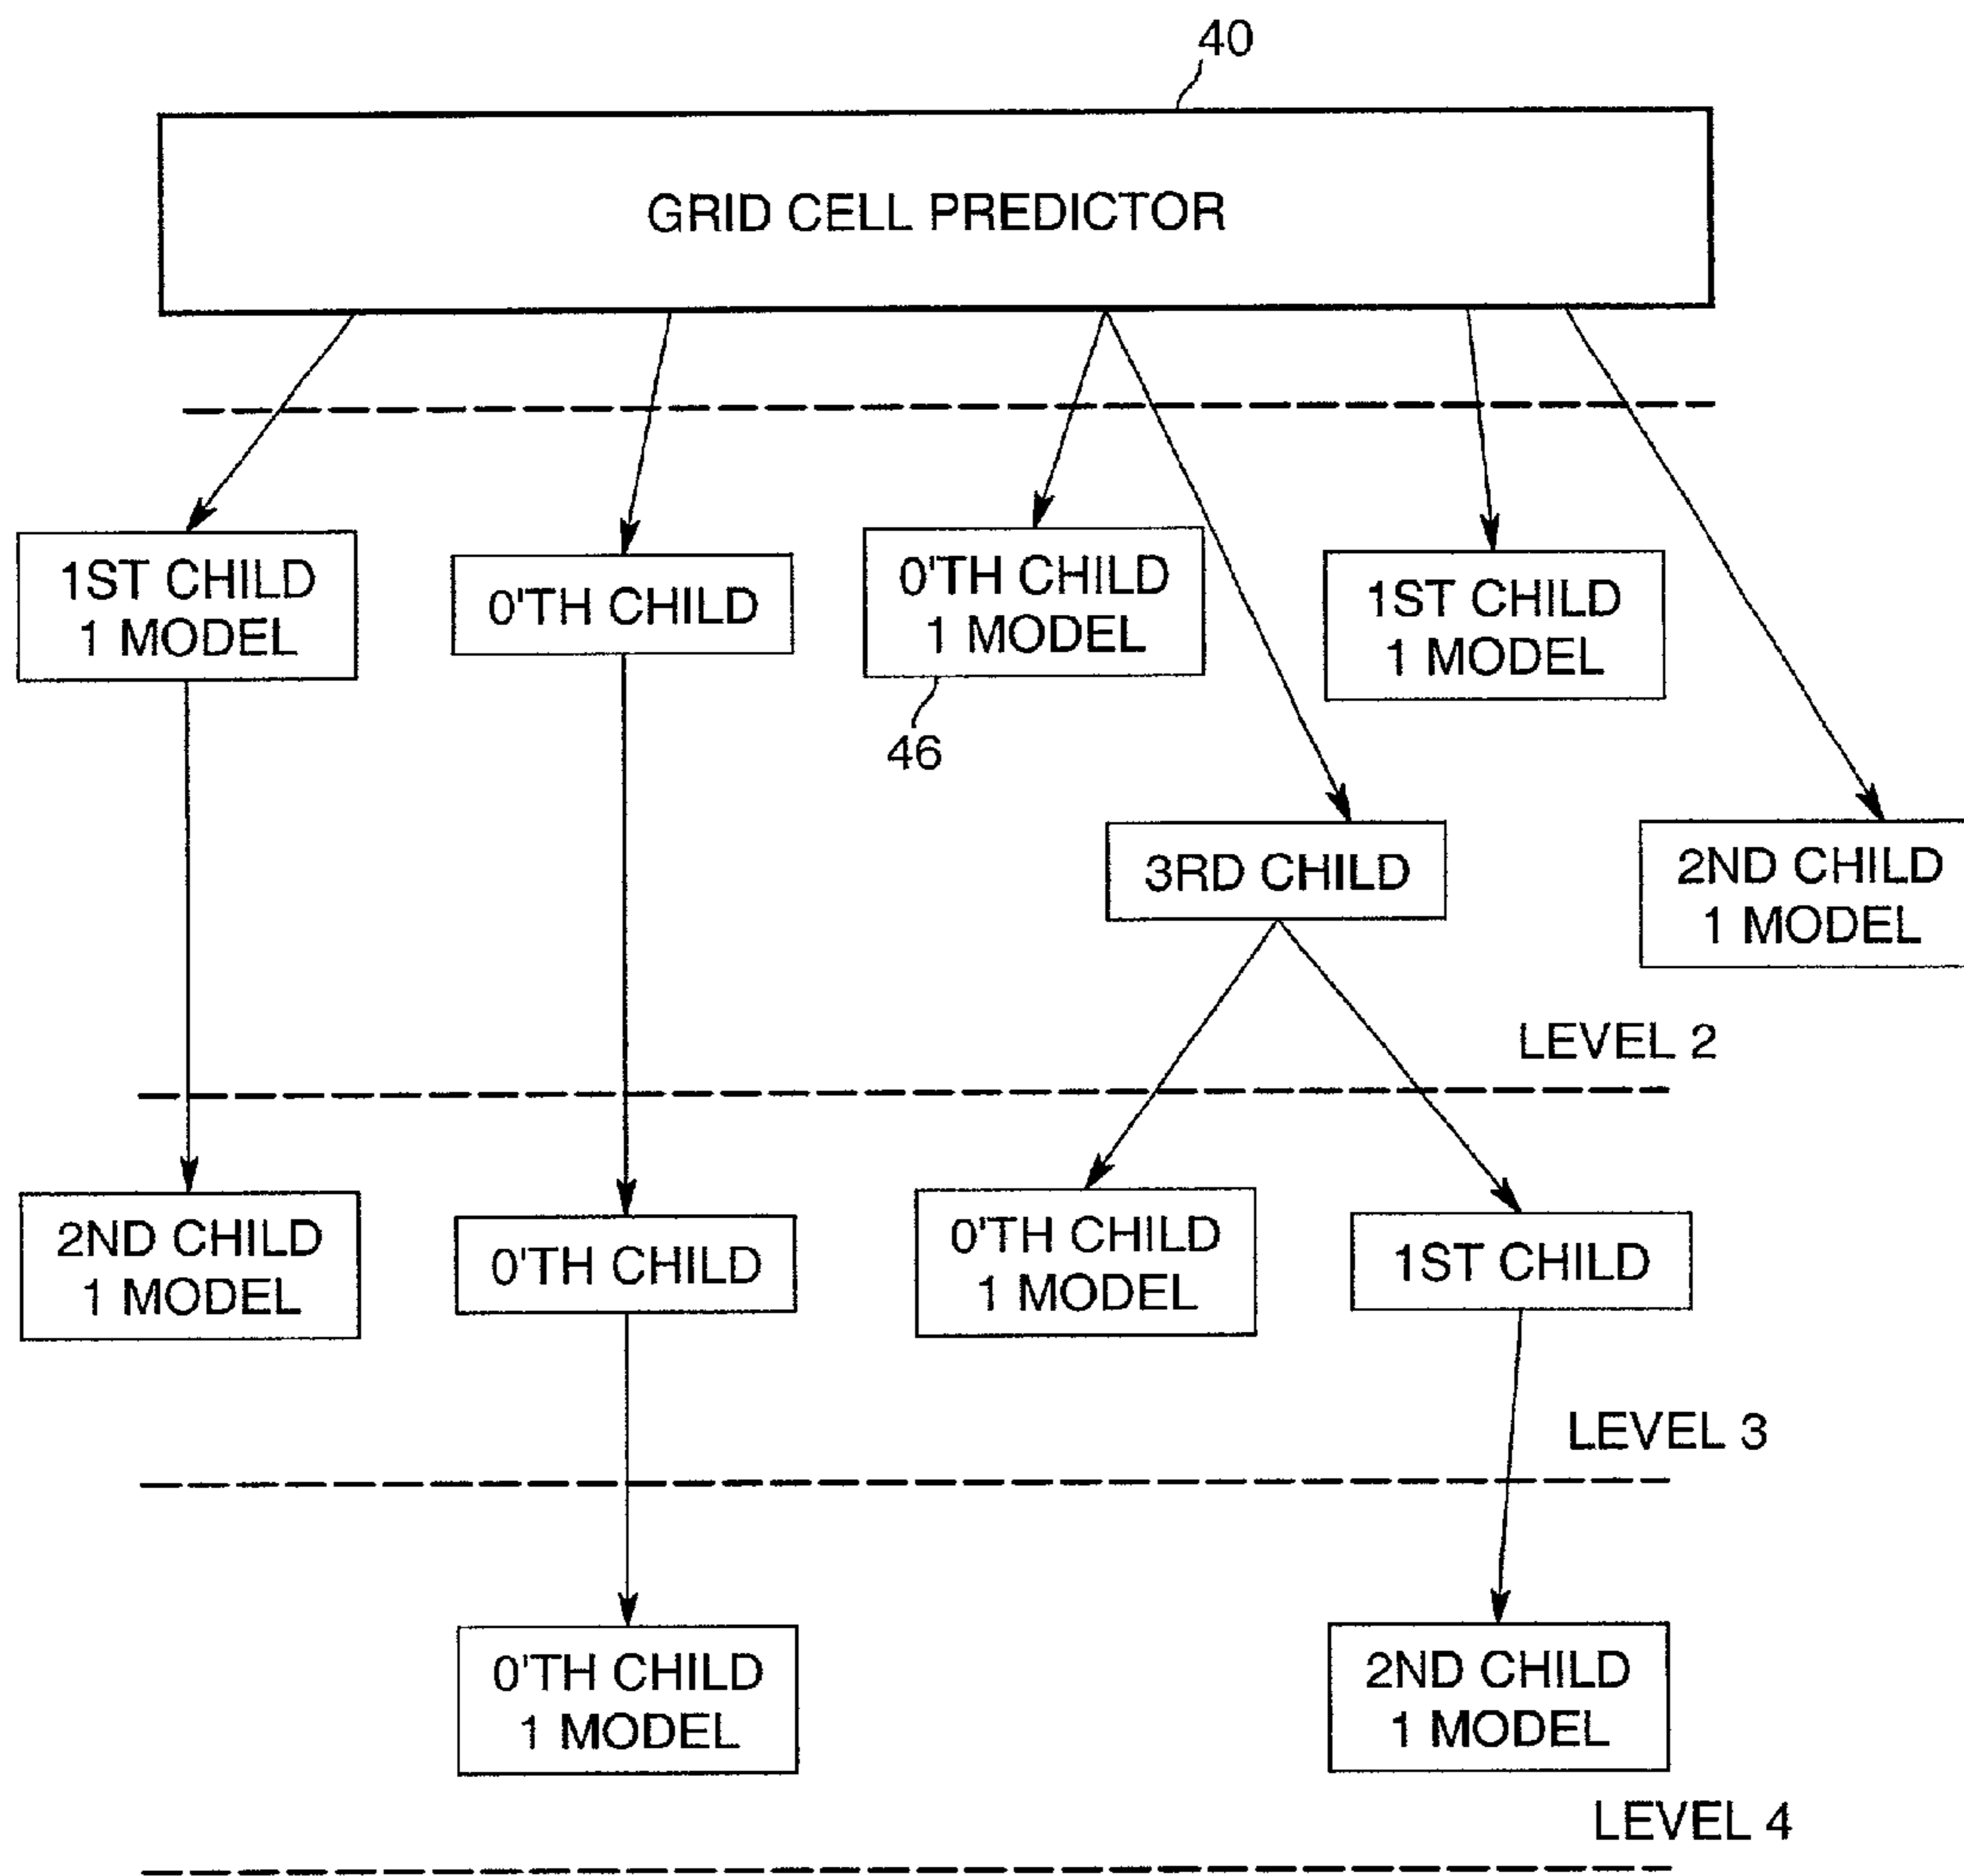 40
GRID CELL PREDICTOR
1ST CHILD
1 MODEL
0'TH CHILD
0'TH CHILD
1 MODEL
46
1ST CHILD
1 MODEL
3RD CHILD
2ND CHILD
1 MODEL
LEVEL 2
2ND CHILD
1 MODEL
0'TH CHILD
0'TH CHILD
1 MODEL
1ST CHILD
LEVEL 3
0'TH CHILD
1 MODEL
2ND CHILD
1 MODEL
LEVEL 4